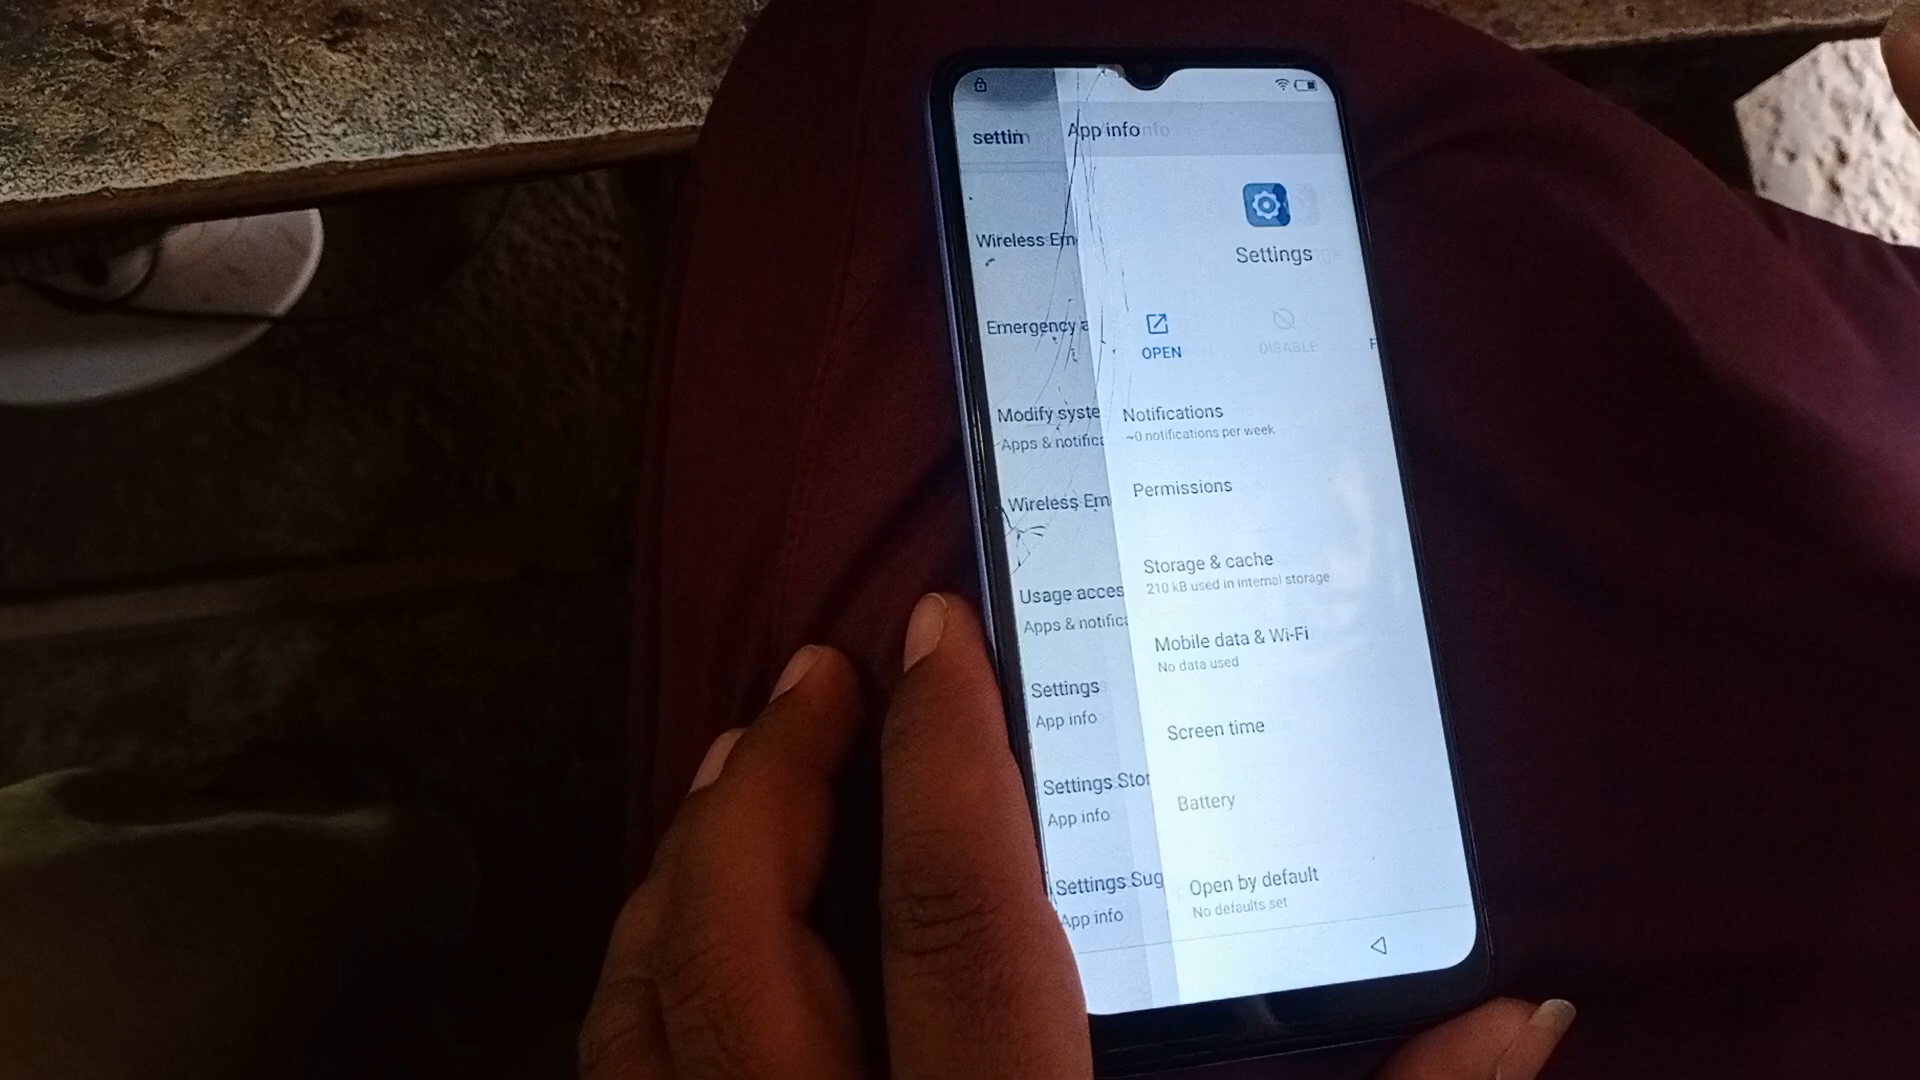 settin
Wireless Em
Emergency a
Modify syste
Apps & notific
Wireless Em
Usage acces
Apps & notific
Settings
App info
Settings Stor
App info
Settings Sug
App info
App info
Settings
OPEN
DISABLE
F
Notifications
~0 notifications per week
Permissions
Storage & cache
210 kB used in internal storage
Mobile data & Wi-Fi
No data used
Screen time
Battery
Open by default
No defaults set